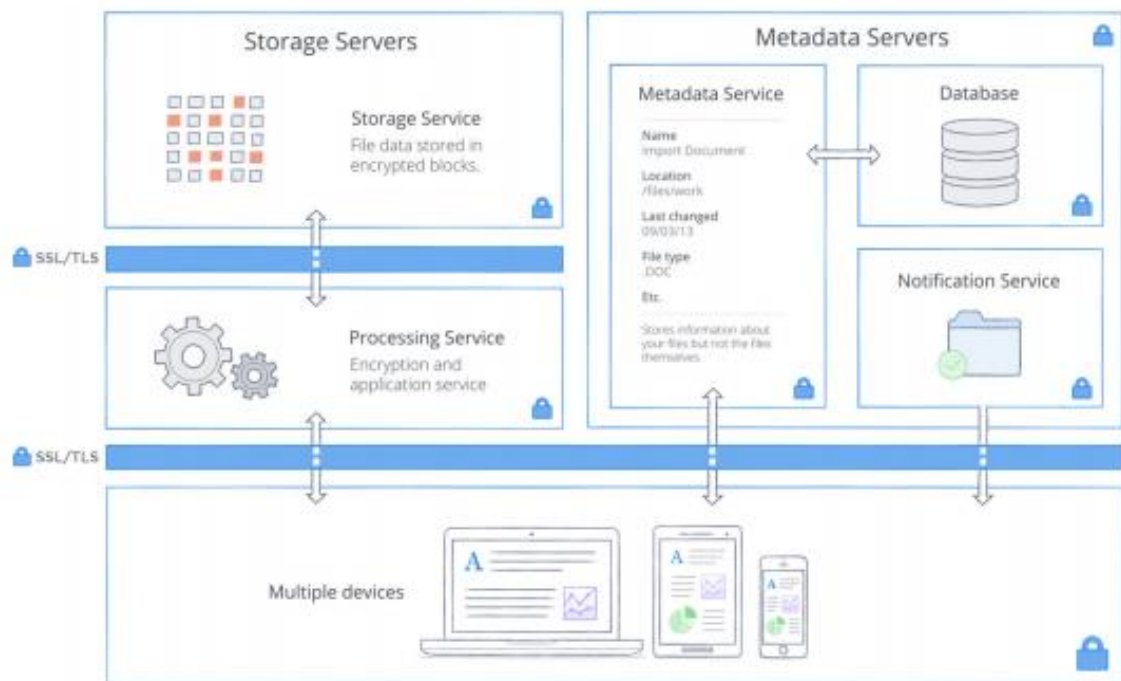 Storage Servers
Storage Service
File data stored in
encrypted blocks.
SSL/TLS
Processing Service
Encryption and
application service
Metadata Servers
Metadata Service
Name
Import Document
Location
/files/work
Last changed
09/03/13
File type
.DOC
Etc.
Stores information about
your files but not the files
themselves.
Database
Notification Service
SSL/TLS
Multiple devices
A
A
A